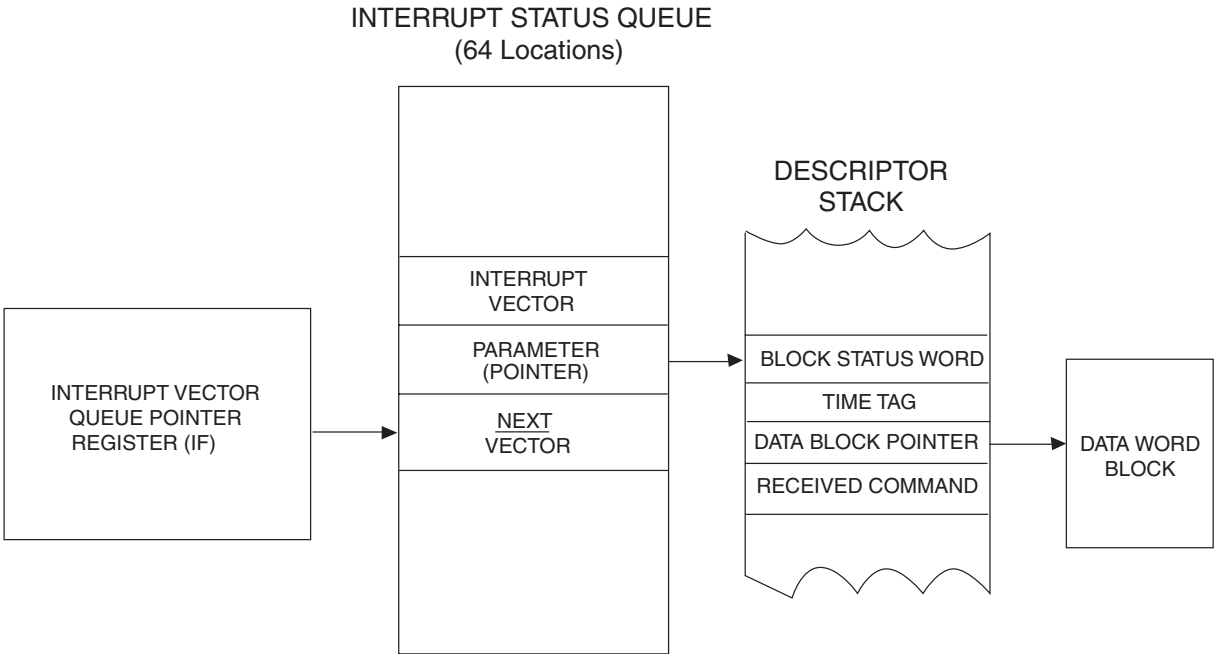 INTERRUPT STATUS QUEUE
(64 Locations)
DESCRIPTOR
STACK
INTERRUPT
VECTOR
PARAMETER
(POINTER)
NEXT
VECTOR
INTERRUPT VECTOR
QUEUE POINTER
REGISTER (IF)
BLOCK STATUS WORD
TIME TAG
DATA BLOCK POINTER
RECEIVED COMMAND
DATA WORD
BLOCK